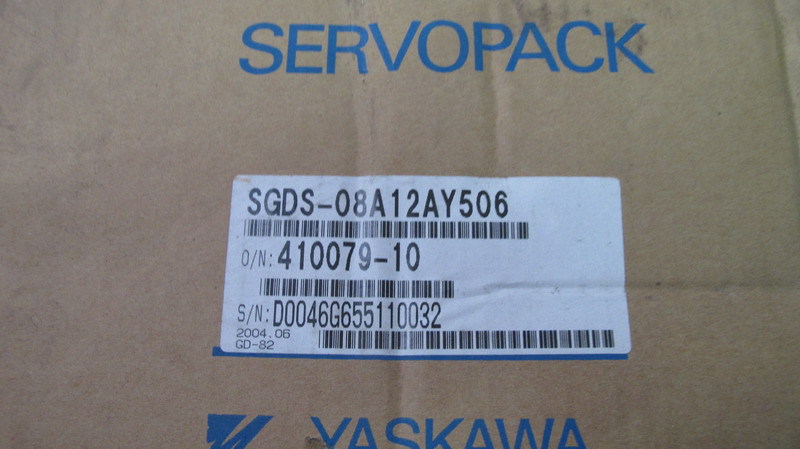 SERVOPACK
SGDS-08A12AY506
O/N: 410079-10
S/N: D0046G655110032
2004.06
GD-82
YASKAWA